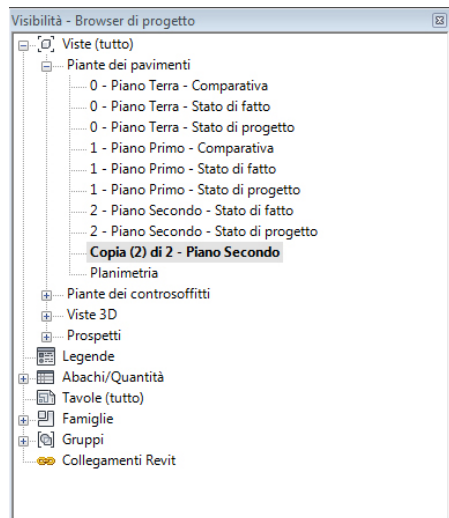 Visibilità - Browser di progetto
Viste (tutto)
Piante dei pavimenti
0 - Piano Terra - Comparativa
0 - Piano Terra - Stato di fatto
0 - Piano Terra - Stato di progetto
1 - Piano Primo - Comparativa
1 - Piano Primo - Stato di fatto
1 - Piano Primo - Stato di progetto
2 - Piano Secondo - Stato di fatto
2 - Piano Secondo - Stato di progetto
Copia (2) di 2 - Piano Secondo
Planimetria
Piante dei controsoffitti
Viste 3D
Prospetti
Legende
Abachi/Quantità
Tavole (tutto)
Famiglie
Gruppi
Collegamenti Revit